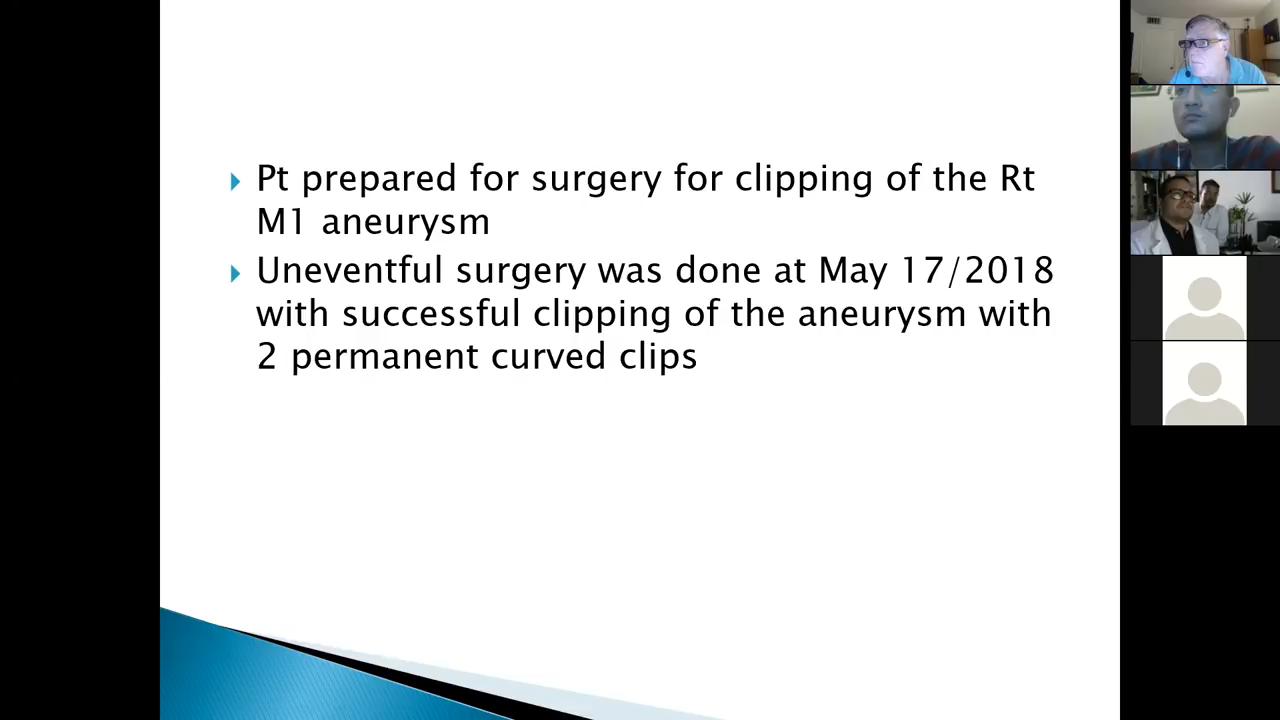 Pt prepared for surgery for clipping of the Rt
M1 aneurysm
Uneventful surgery was done at May 17/2018
with successful clipping of the aneurysm with
2 permanent curved clips